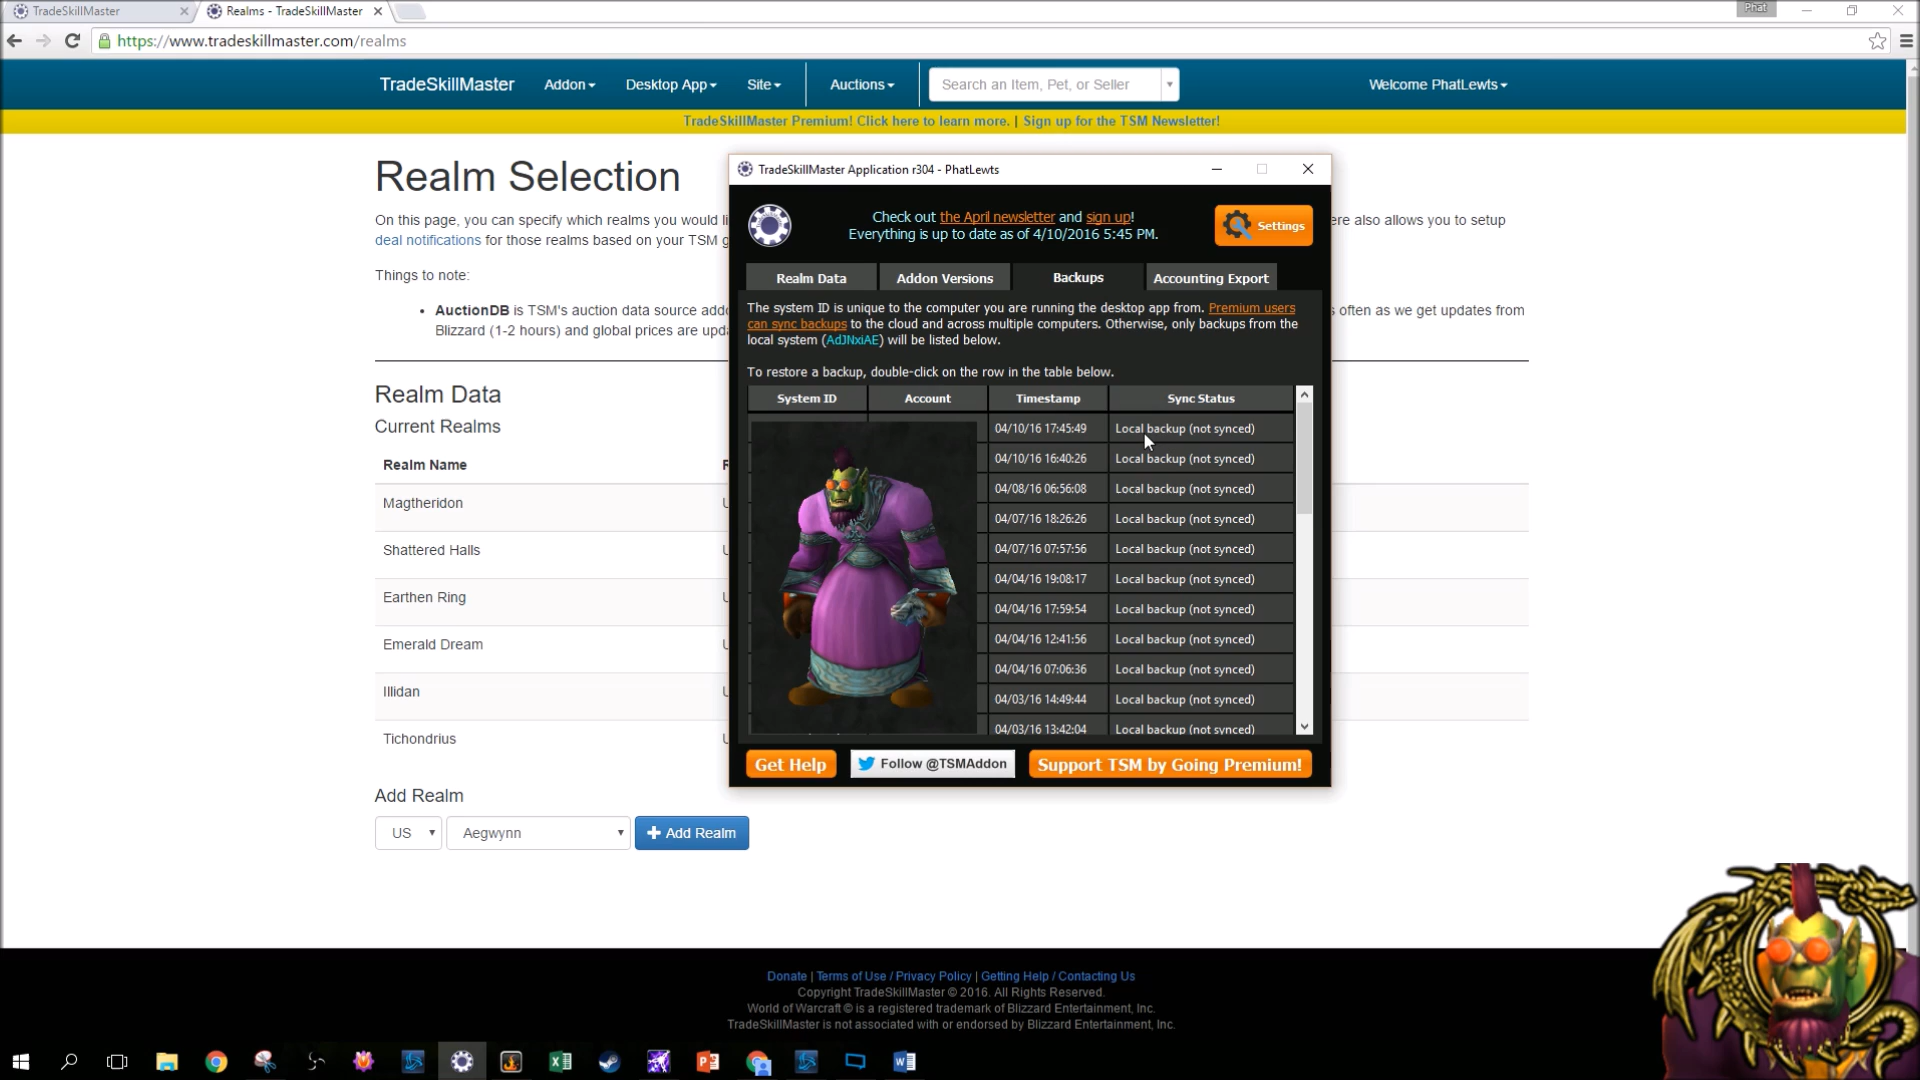 TradeSkillMaster
Realms - TradeSkillMaster
Phat
https://www.tradeskillmaster.com/realms
TradeSkillMaster Addon Desktop App Site Auctions Search an Item, Pet, or Seller Welcome PhatLewts
TradeSkillMaster Premium! Click here to learn more. | Sign up for the TSM Newsletter!
Realm Selection
On this page, you can specify which realms you would li
ere also allows you to setup
deal notifications for those realms based on your TSM g
Things to note:
• AuctionDB is TSM's auction data source addo
s often as we get updates from
Blizzard (1-2 hours) and global prices are upda
Realm Data
Current Realms
Realm Name
Magtheridon
Shattered Halls
Earthen Ring
Emerald Dream
Illidan
Tichondrius
Add Realm
US Aegwynn Add Realm
TradeSkillMaster Application r304 - PhatLewts
Check out the April newsletter and sign up!
Everything is up to date as of 4/10/2016 5:45 PM.
Settings
Realm Data Addon Versions Backups Accounting Export
The system ID is unique to the computer you are running the desktop app from. Premium users
can sync backups to the cloud and across multiple computers. Otherwise, only backups from the
local system (AdJNxiAE) will be listed below.
To restore a backup, double-click on the row in the table below.
System ID Account Timestamp Sync Status
04/10/16 17:45:49 Local backup (not synced)
04/10/16 16:40:26 Local backup (not synced)
04/08/16 06:56:08 Local backup (not synced)
04/07/16 18:26:26 Local backup (not synced)
04/07/16 07:57:56 Local backup (not synced)
04/04/16 19:08:17 Local backup (not synced)
04/04/16 17:59:54 Local backup (not synced)
04/04/16 12:41:56 Local backup (not synced)
04/04/16 07:06:36 Local backup (not synced)
04/03/16 14:49:44 Local backup (not synced)
04/03/16 13:42:04 Local backup (not synced)
Get Help Follow @TSMAddon Support TSM by Going Premium!
Donate | Terms of Use / Privacy Policy | Getting Help / Contacting Us
Copyright TradeSkillMaster © 2016. All Rights Reserved.
World of Warcraft © is a registered trademark of Blizzard Entertainment, Inc.
TradeSkillMaster is not associated with or endorsed by Blizzard Entertainment, Inc.